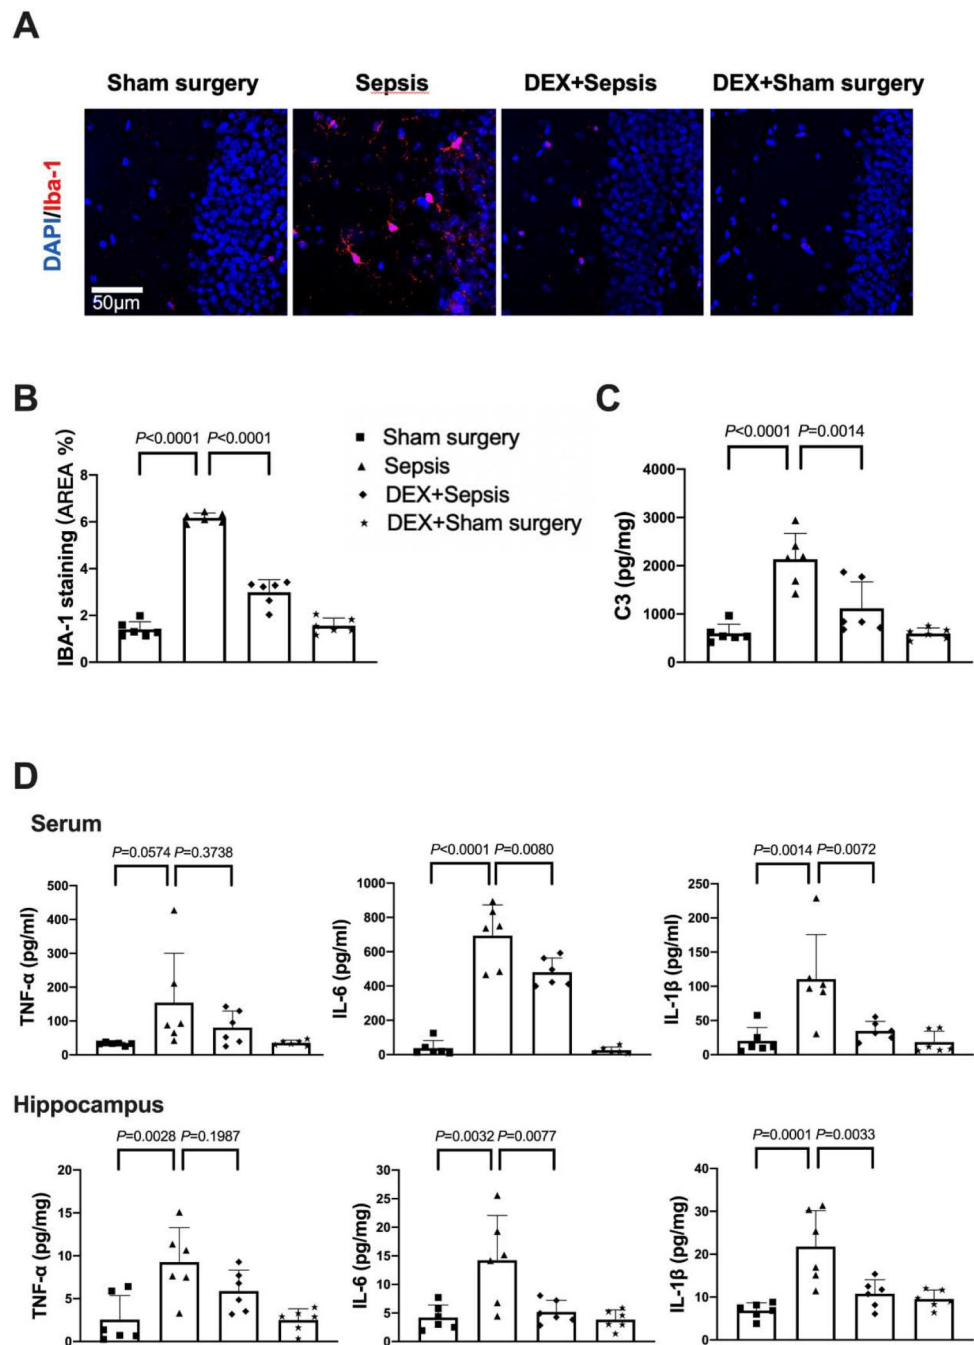 A
Sham surgery Sepsis DEX+Sepsis DEX+Sham surgery
DAPI/Iba-1
50μm
B
P<0.0001 P<0.0001
IBA-1 staining (AREA %)
8
6
4
2
0
Sham surgery
Sepsis
DEX+Sepsis
DEX+Sham surgery
C
P<0.0001 P=0.0014
C3 (pg/mg)
4000
3000
2000
1000
0
D
Serum
P=0.0574 P=0.3738
TNF-α (pg/ml)
500
400
300
200
100
0
P<0.0001 P=0.0080
IL-6 (pg/ml)
1000
800
600
400
200
0
P=0.0014 P=0.0072
IL-1β (pg/ml)
250
200
150
100
50
0
Hippocampus
P=0.0028 P=0.1987
TNF-α (pg/mg)
20
15
10
5
0
P=0.0032 P=0.0077
IL-6 (pg/mg)
30
25
20
15
10
5
0
P=0.0001 P=0.0033
IL-1β (pg/mg)
40
30
20
10
0